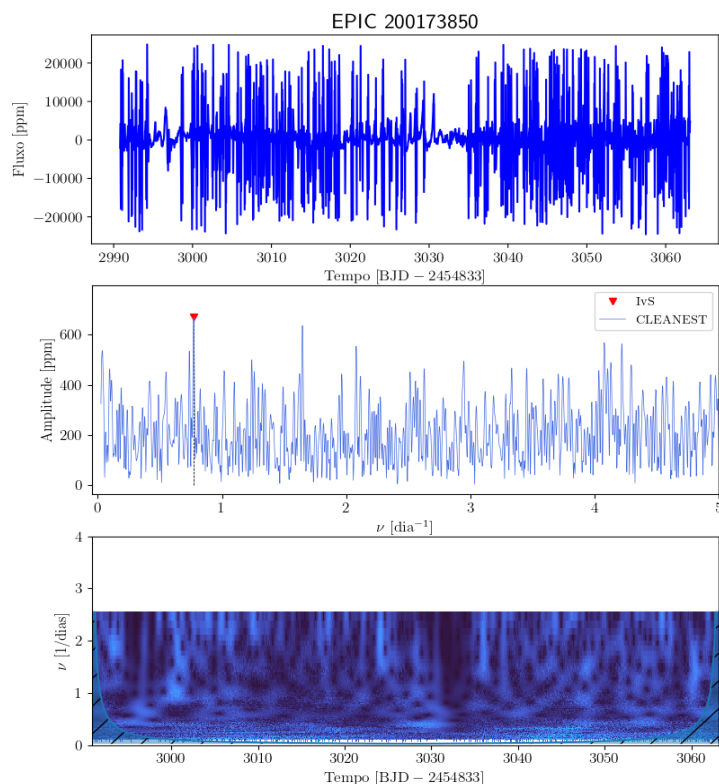 EPIC 200173850
20000
10000
0
−10000
−20000
Fluxo [ppm]
2990 3000 3010 3020 3030 3040 3050 3060
Tempo [BJD − 2454833]
IvS
CLEANEST
600
400
200
0
Amplitude [ppm]
0 1 2 3 4 5
ν [dia⁻¹]
4
3
2
1
0
ν [1/dias]
3000 3010 3020 3030 3040 3050 3060
Tempo [BJD − 2454833]